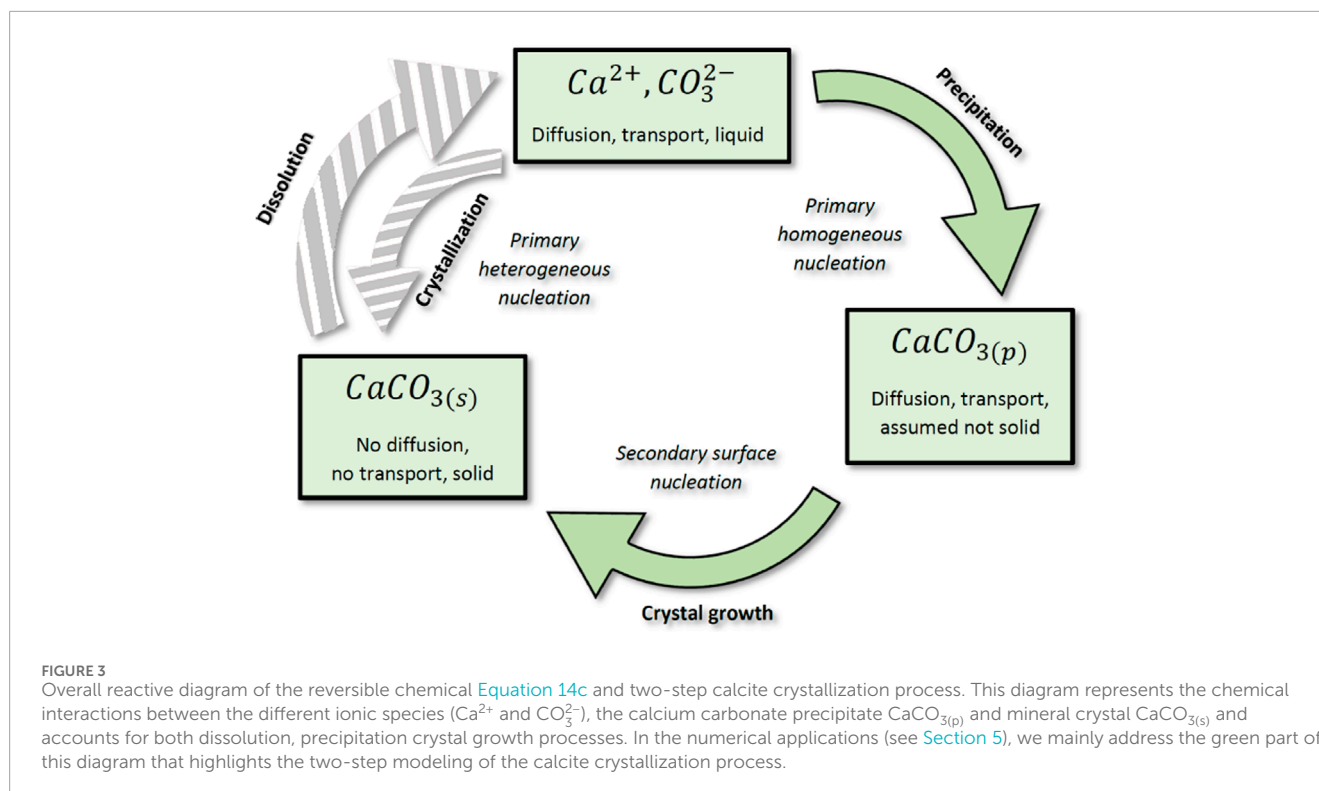 Ca²⁺, CO₃²⁻
Diffusion, transport, liquid
Precipitation
Dissolution
Crystallization
Primary
heterogeneous
nucleation
Primary
homogeneous
nucleation
CaCO₃₍ₚ₎
Diffusion, transport,
assumed not solid
CaCO₃₍ₛ₎
No diffusion,
no transport, solid
Secondary surface
nucleation
Crystal growth
FIGURE 3
Overall reactive diagram of the reversible chemical Equation 14c and two-step calcite crystallization process. This diagram represents the chemical
interactions between the different ionic species (Ca²⁺ and CO₃²⁻), the calcium carbonate precipitate CaCO₃₍ₚ₎ and mineral crystal CaCO₃₍ₛ₎ and
accounts for both dissolution, precipitation crystal growth processes. In the numerical applications (see Section 5), we mainly address the green part of
this diagram that highlights the two-step modeling of the calcite crystallization process.